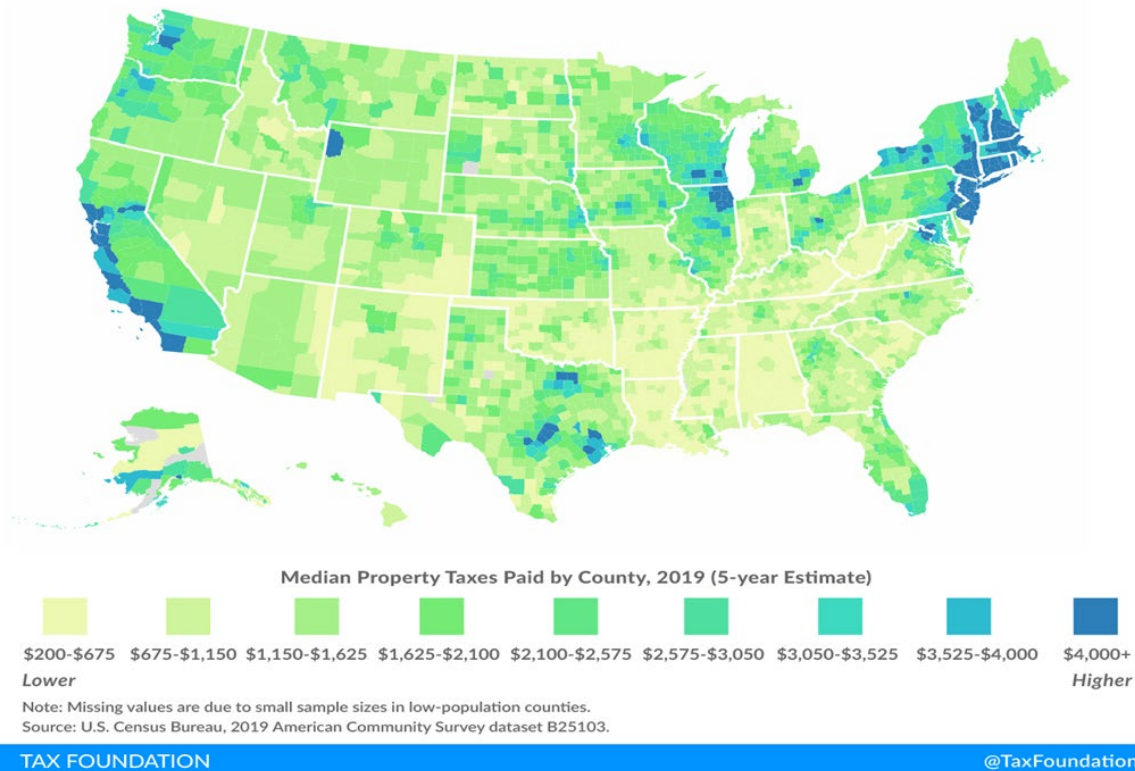 Median Property Taxes Paid by County, 2019 (5-year Estimate)
$200-$675 $675-$1,150 $1,150-$1,625 $1,625-$2,100 $2,100-$2,575 $2,575-$3,050 $3,050-$3,525 $3,525-$4,000 $4,000+
Lower Higher
Note: Missing values are due to small sample sizes in low-population counties.
Source: U.S. Census Bureau, 2019 American Community Survey dataset B25103.
TAX FOUNDATION @TaxFoundation